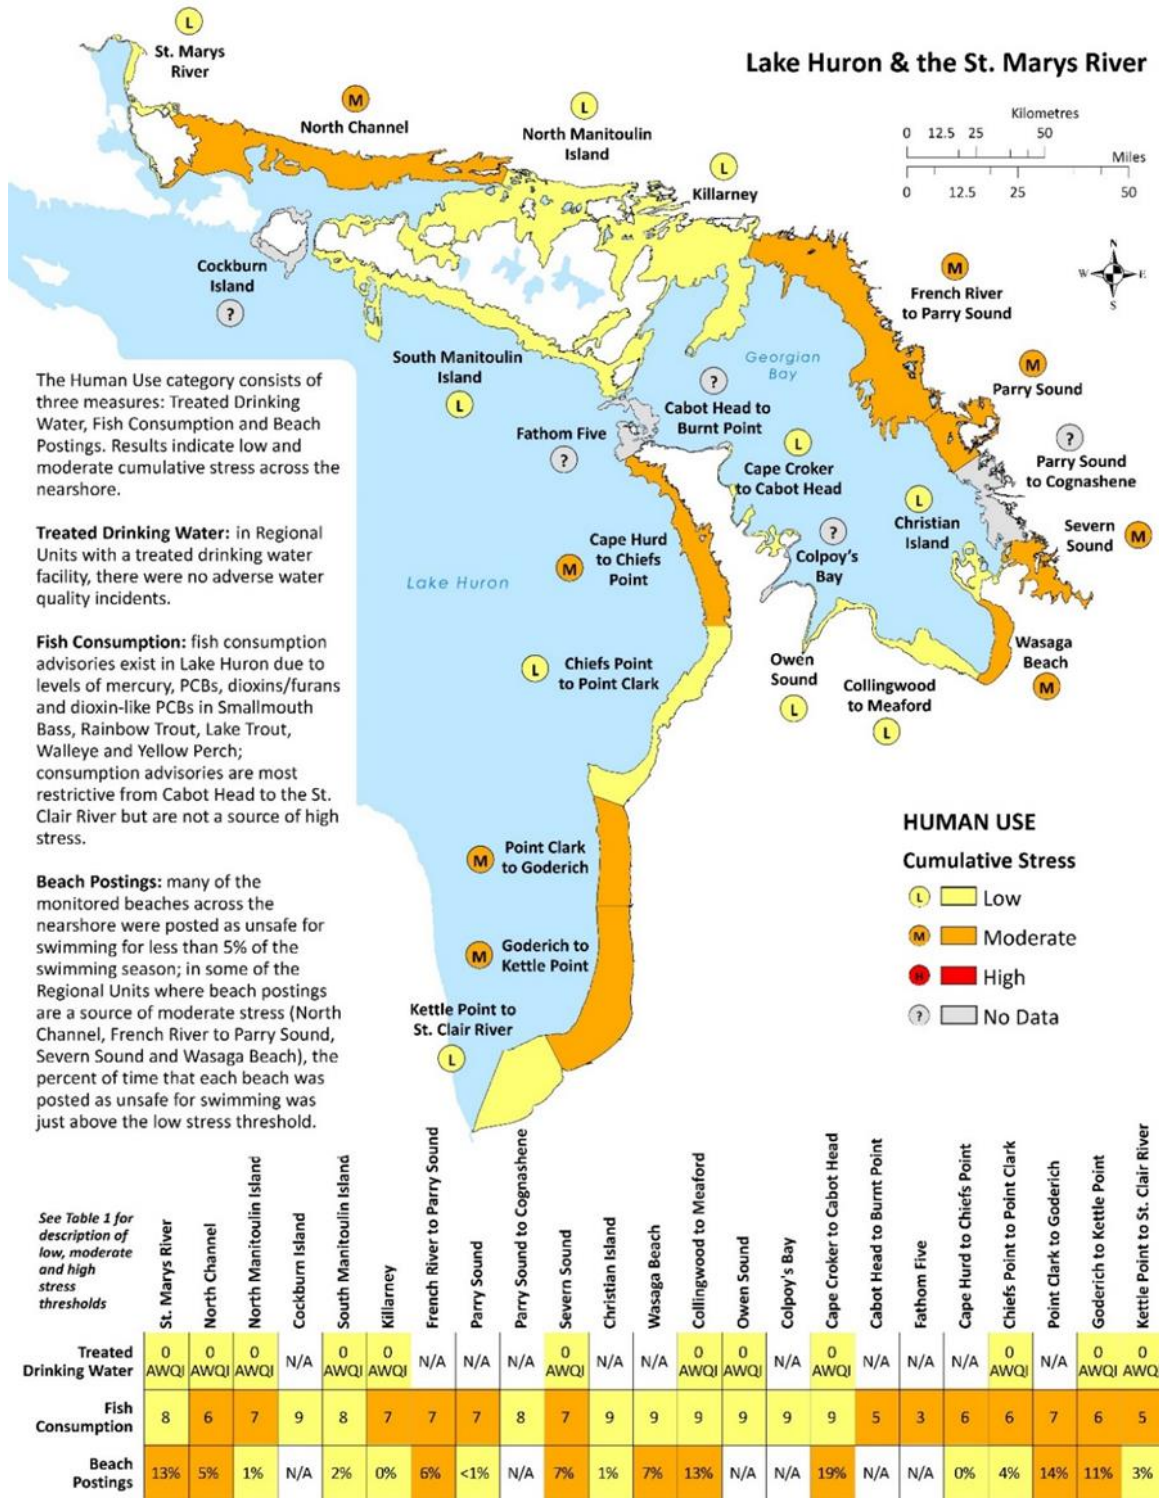 Lake Huron & the St. Marys River
Kilometres
0 12.5 25 50
Miles
0 12.5 25 50
N
W E
S
L
St. Marys
River
M
North Channel
L
North Manitoulin
Island
L
Killarney
Cockburn
Island
?
M
French River
to Parry Sound
South Manitoulin
Island
L
Georgian
Bay
M
Parry Sound
?
Cabot Head to
Burnt Point
Fathom Five
?
L
Cape Croker
to Cabot Head
?
Parry Sound
to Cognashene
L
Christian
Island
Severn
Sound
M
?
Colpoy's
Bay
Cape Hurd
to Chiefs
Point
M
Lake Huron
Wasaga
Beach
M
Owen
Sound
L
Collingwood
to Meaford
L
L
Chiefs Point
to Point Clark
M
Point Clark
to Goderich
M
Goderich to
Kettle Point
Kettle Point to
St. Clair River
L
The Human Use category consists of
three measures: Treated Drinking
Water, Fish Consumption and Beach
Postings. Results indicate low and
moderate cumulative stress across the
nearshore.
Treated Drinking Water: in Regional
Units with a treated drinking water
facility, there were no adverse water
quality incidents.
Fish Consumption: fish consumption
advisories exist in Lake Huron due to
levels of mercury, PCBs, dioxins/furans
and dioxin-like PCBs in Smallmouth
Bass, Rainbow Trout, Lake Trout,
Walleye and Yellow Perch;
consumption advisories are most
restrictive from Cabot Head to the St.
Clair River but are not a source of high
stress.
Beach Postings: many of the
monitored beaches across the
nearshore were posted as unsafe for
swimming for less than 5% of the
swimming season; in some of the
Regional Units where beach postings
are a source of moderate stress (North
Channel, French River to Parry Sound,
Severn Sound and Wasaga Beach), the
percent of time that each beach was
posted as unsafe for swimming was
just above the low stress threshold.
HUMAN USE
Cumulative Stress
L Low
M Moderate
H High
? No Data
See Table 1 for
description of
low, moderate
and high
stress
thresholds
St. Marys River
North Channel
North Manitoulin Island
Cockburn Island
South Manitoulin Island
Killarney
French River to Parry Sound
Parry Sound
Parry Sound to Cognashene
Severn Sound
Christian Island
Wasaga Beach
Collingwood to Meaford
Owen Sound
Colpoy's Bay
Cape Croker to Cabot Head
Cabot Head to Burnt Point
Fathom Five
Cape Hurd to Chiefs Point
Chiefs Point to Point Clark
Point Clark to Goderich
Goderich to Kettle Point
Kettle Point to St. Clair River
Treated 0 0 0 0 0 0 0 0 0 0 0 0
Drinking Water AWQI AWQI AWQI N/A AWQI AWQI N/A N/A N/A AWQI N/A N/A AWQI AWQI N/A AWQI N/A N/A N/A AWQI N/A AWQI AWQI
Fish
Consumption 8 6 7 9 8 7 7 7 8 7 9 9 9 9 9 9 5 3 6 6 7 6 5
Beach
Postings 13% 5% 1% N/A 2% 0% 6% <1% N/A 7% 1% 7% 13% N/A N/A 19% N/A N/A 0% 4% 14% 11% 3%